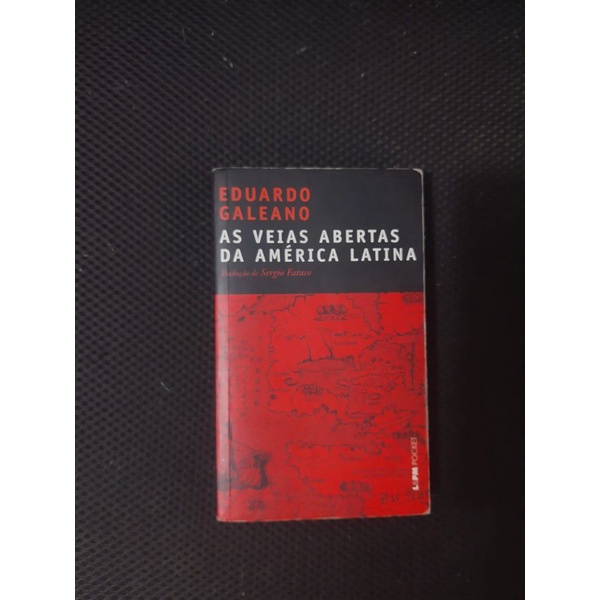 EDUARDO
GALEANO
AS VEIAS ABERTAS
DA AMÉRICA LATINA
Tradução de Sergio Faraco
L&PM POCKET